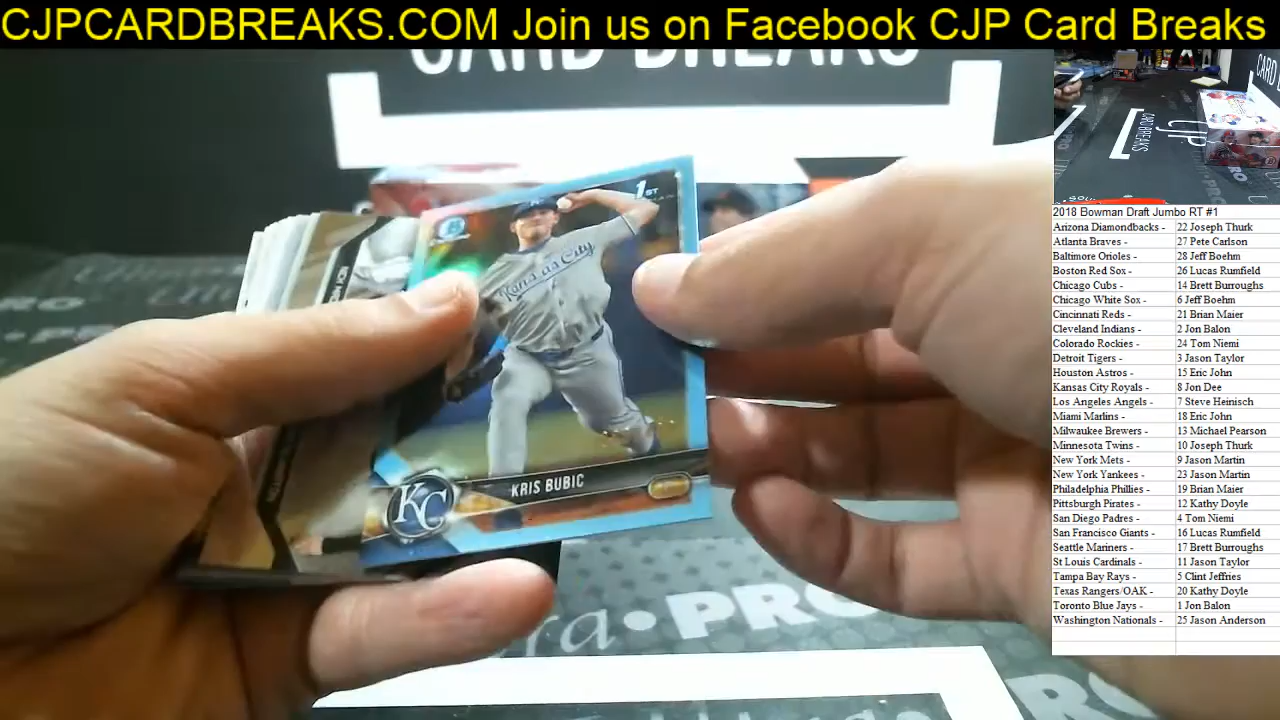 CJPCARDBREAKS.COM Join us on Facebook CJP Card Breaks
CARD BREAKS
1ST
Kansas City
KRIS BUBIC
KC
PRO
Ultra PRO
CARD BREAKS
CJP
2018 Bowman Draft Jumbo RT #1
Arizona Diamondbacks - 22 Joseph Thurk
Atlanta Braves - 27 Pete Carlson
Baltimore Orioles - 28 Jeff Boehm
Boston Red Sox - 26 Lucas Rumfield
Chicago Cubs - 14 Brett Burroughs
Chicago White Sox - 6 Jeff Boehm
Cincinnati Reds - 21 Brian Maier
Cleveland Indians - 2 Jon Balon
Colorado Rockies - 24 Tom Niemi
Detroit Tigers - 3 Jason Taylor
Houston Astros - 15 Eric John
Kansas City Royals - 8 Jon Dee
Los Angeles Angels - 7 Steve Heinisch
Miami Marlins - 18 Eric John
Milwaukee Brewers - 13 Michael Pearson
Minnesota Twins - 10 Joseph Thurk
New York Mets - 9 Jason Martin
New York Yankees - 23 Jason Martin
Philadelphia Phillies - 19 Brian Maier
Pittsburgh Pirates - 12 Kathy Doyle
San Diego Padres - 4 Tom Niemi
San Francisco Giants - 16 Lucas Rumfield
Seattle Mariners - 17 Brett Burroughs
St Louis Cardinals - 11 Jason Taylor
Tampa Bay Rays - 5 Clint Jeffries
Texas Rangers/OAK - 20 Kathy Doyle
Toronto Blue Jays - 1 Jon Balon
Washington Nationals - 25 Jason Anderson